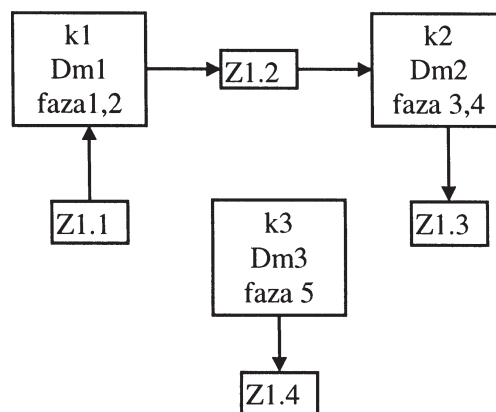 k1
Dm1
faza1,2
Z1.2
k2
Dm2
faza 3,4
Z1.1
k3
Dm3
faza 5
Z1.3
Z1.4